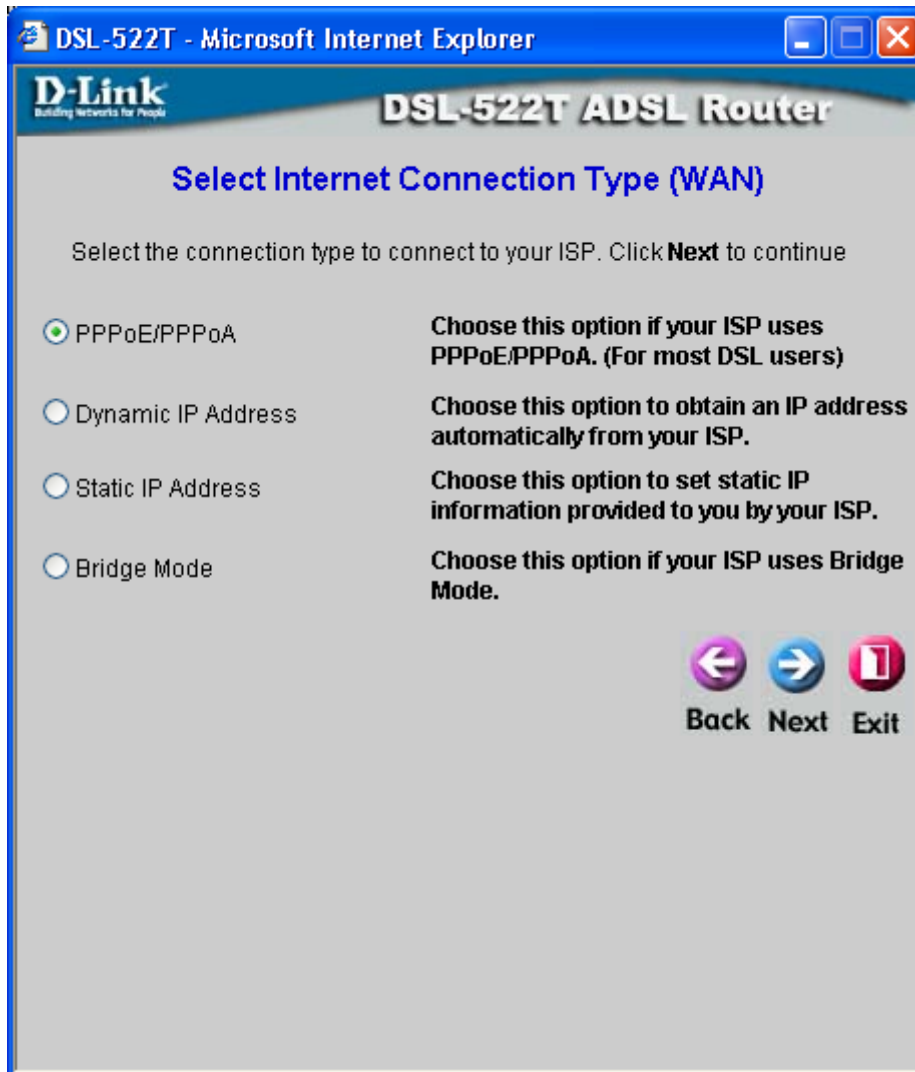 DSL-522T - Microsoft Internet Explorer
D-Link
Building Networks for People
DSL-522T ADSL Router
Select Internet Connection Type (WAN)
Select the connection type to connect to your ISP. Click Next to continue
PPPoE/PPPoA
Choose this option if your ISP uses
PPPoE/PPPoA. (For most DSL users)
Dynamic IP Address
Choose this option to obtain an IP address
automatically from your ISP.
Static IP Address
Choose this option to set static IP
information provided to you by your ISP.
Bridge Mode
Choose this option if your ISP uses Bridge
Mode.
Back Next Exit